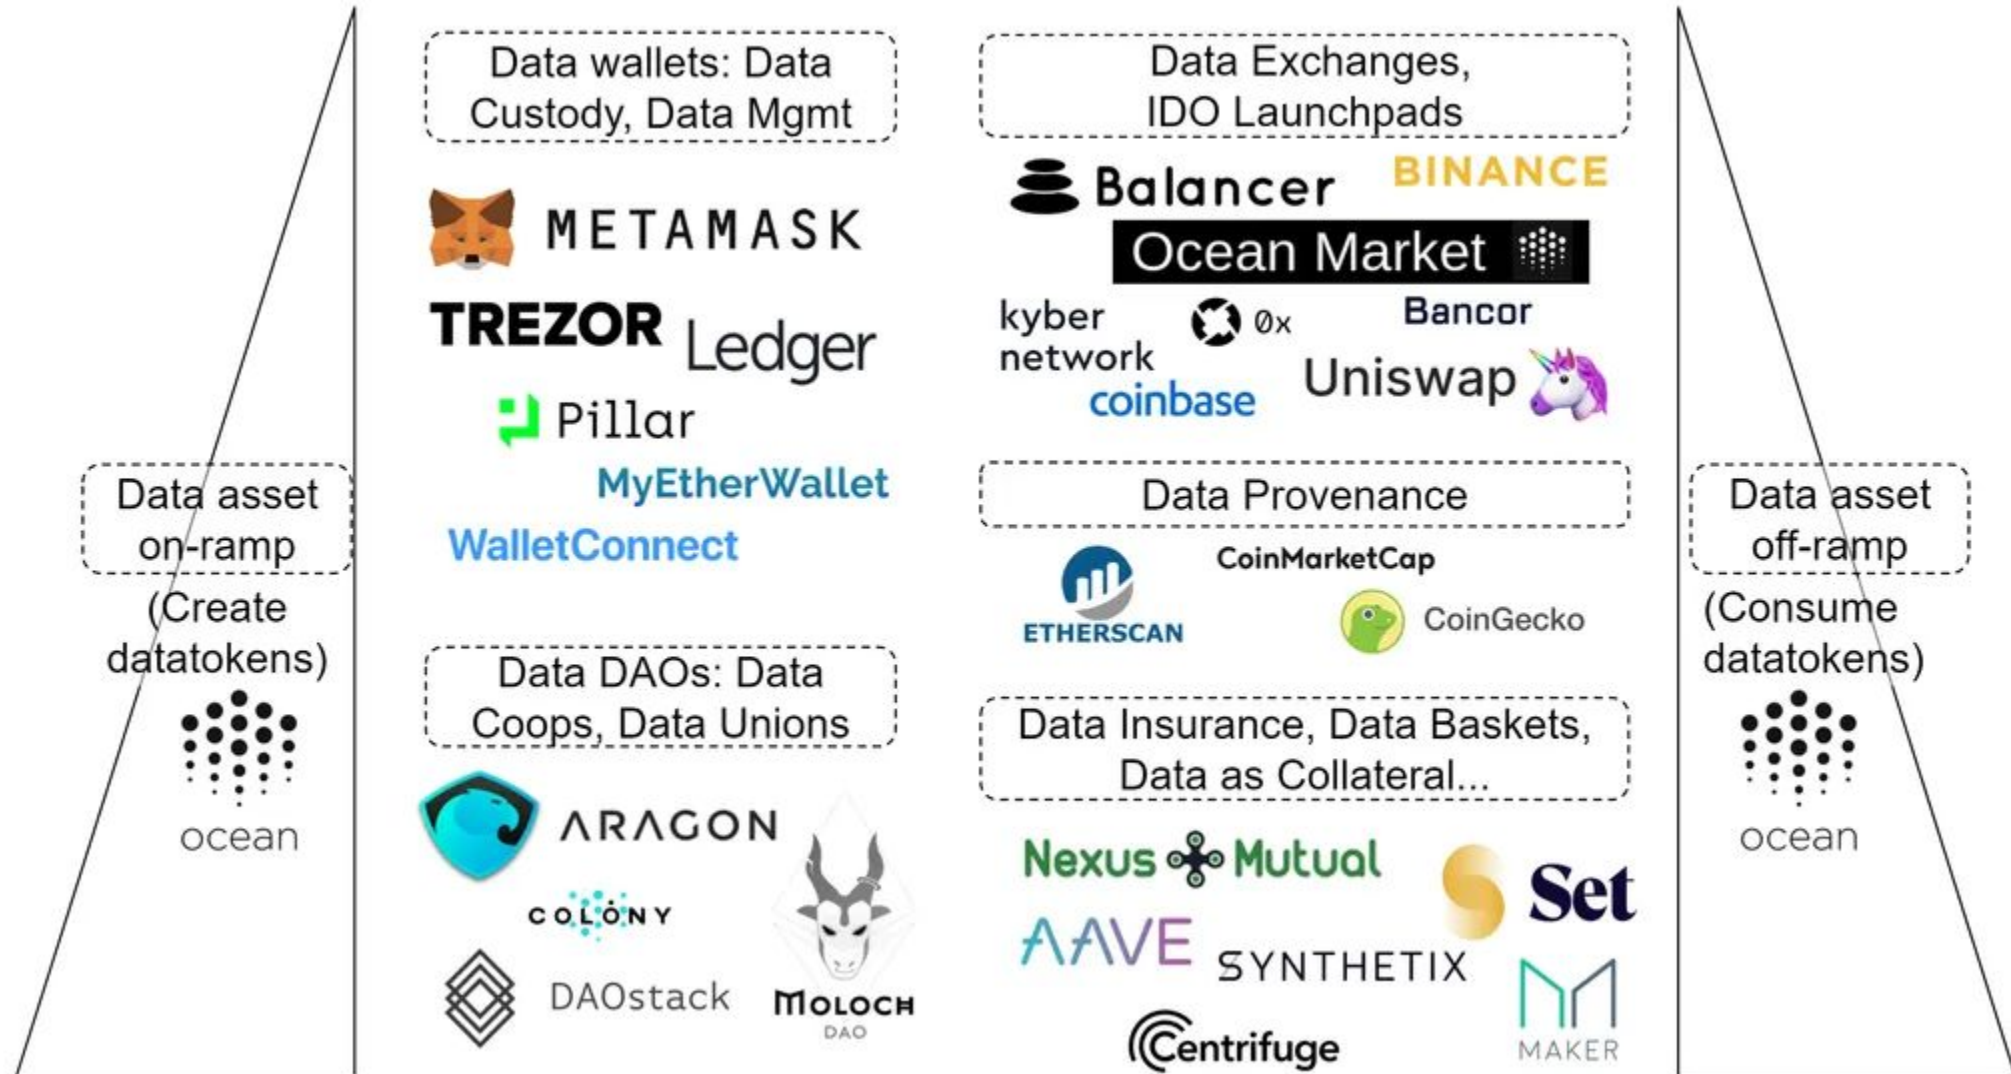 Data wallets: Data
Custody, Data Mgmt
METAMASK
TREZOR
Ledger
Pillar
MyEtherWallet
WalletConnect
Data DAOs: Data
Coops, Data Unions
ARAGON
COLONY
DAOstack
MOLOCH
DAO
Data Exchanges,
IDO Launchpads
Balancer
BINANCE
Ocean Market
kyber
network
0x
Bancor
coinbase
Uniswap
Data Provenance
ETHERSCAN
CoinMarketCap
CoinGecko
Data Insurance, Data Baskets,
Data as Collateral...
Nexus Mutual
Set
AAVE
SYNTHETIX
Centrifuge
MAKER
Data asset
on-ramp
(Create
datatokens)
ocean
Data asset
off-ramp
(Consume
datatokens)
ocean